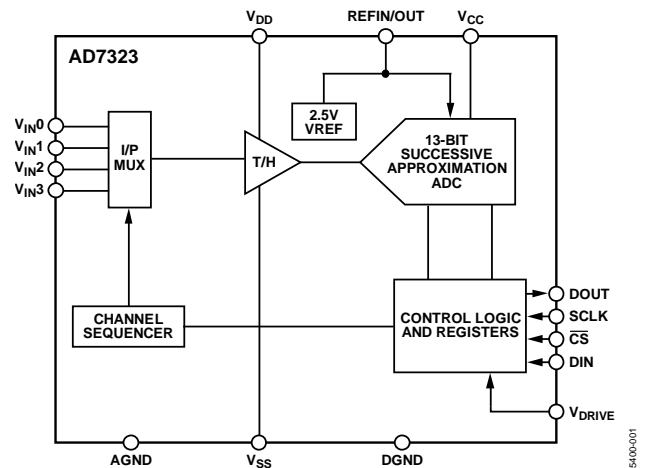 VDD
REFIN/OUT
VCC
AD7323
VIN0
VIN1
VIN2
VIN3
I/P
MUX
T/H
2.5V
VREF
13-BIT
SUCCESSIVE
APPROXIMATION
ADC
CHANNEL
SEQUENCER
CONTROL LOGIC
AND REGISTERS
DOUT
SCLK
C̅S̅
DIN
VDRIVE
AGND
VSS
DGND
5400-001